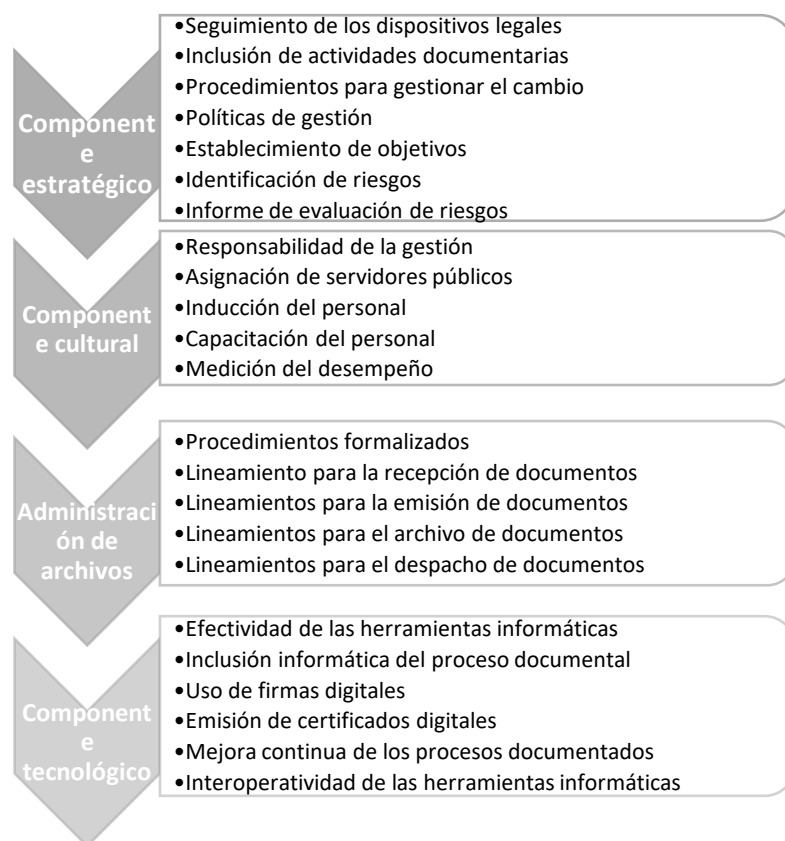 Component
e
estratégico
•Seguimiento de los dispositivos legales
•Inclusión de actividades documentarias
•Procedimientos para gestionar el cambio
•Políticas de gestión
•Establecimiento de objetivos
•Identificación de riesgos
•Informe de evaluación de riesgos
Component
e cultural
•Responsabilidad de la gestión
•Asignación de servidores públicos
•Inducción del personal
•Capacitación del personal
•Medición del desempeño
Administraci
ón de
archivos
•Procedimientos formalizados
•Lineamiento para la recepción de documentos
•Lineamientos para la emisión de documentos
•Lineamientos para el archivo de documentos
•Lineamientos para el despacho de documentos
Component
e
tecnológico
•Efectividad de las herramientas informáticas
•Inclusión informática del proceso documental
•Uso de firmas digitales
•Emisión de certificados digitales
•Mejora continua de los procesos documentados
•Interoperatividad de las herramientas informáticas